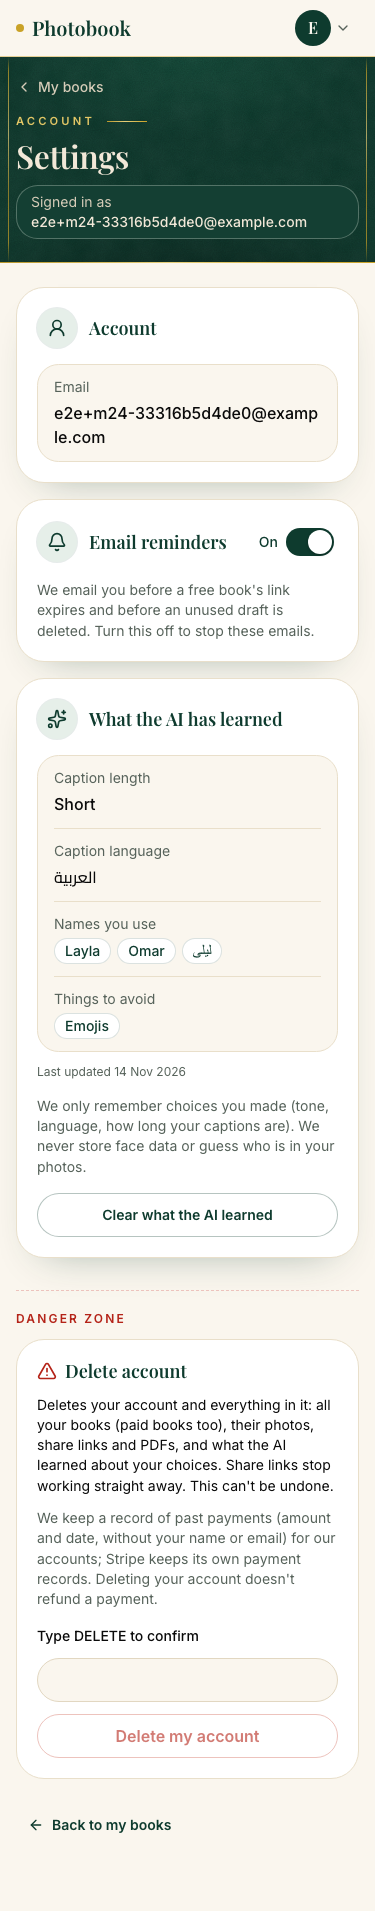 Photobook
E
My books
ACCOUNT
Settings
Signed in as
e2e+m24-33316b5d4de0@example.com
Account
Email
e2e+m24-33316b5d4de0@examp
le.com
Email reminders
On
We email you before a free book's link
expires and before an unused draft is
deleted. Turn this off to stop these emails.
What the AI has learned
Caption length
Short
Caption language
العربية
Names you use
Layla Omar ليلى
Things to avoid
Emojis
Last updated 14 Nov 2026
We only remember choices you made (tone,
language, how long your captions are). We
never store face data or guess who is in your
photos.
Clear what the AI learned
DANGER ZONE
Delete account
Deletes your account and everything in it: all
your books (paid books too), their photos,
share links and PDFs, and what the AI
learned about your choices. Share links stop
working straight away. This can't be undone.
We keep a record of past payments (amount
and date, without your name or email) for our
accounts; Stripe keeps its own payment
records. Deleting your account doesn't
refund a payment.
Type DELETE to confirm
Delete my account
Back to my books